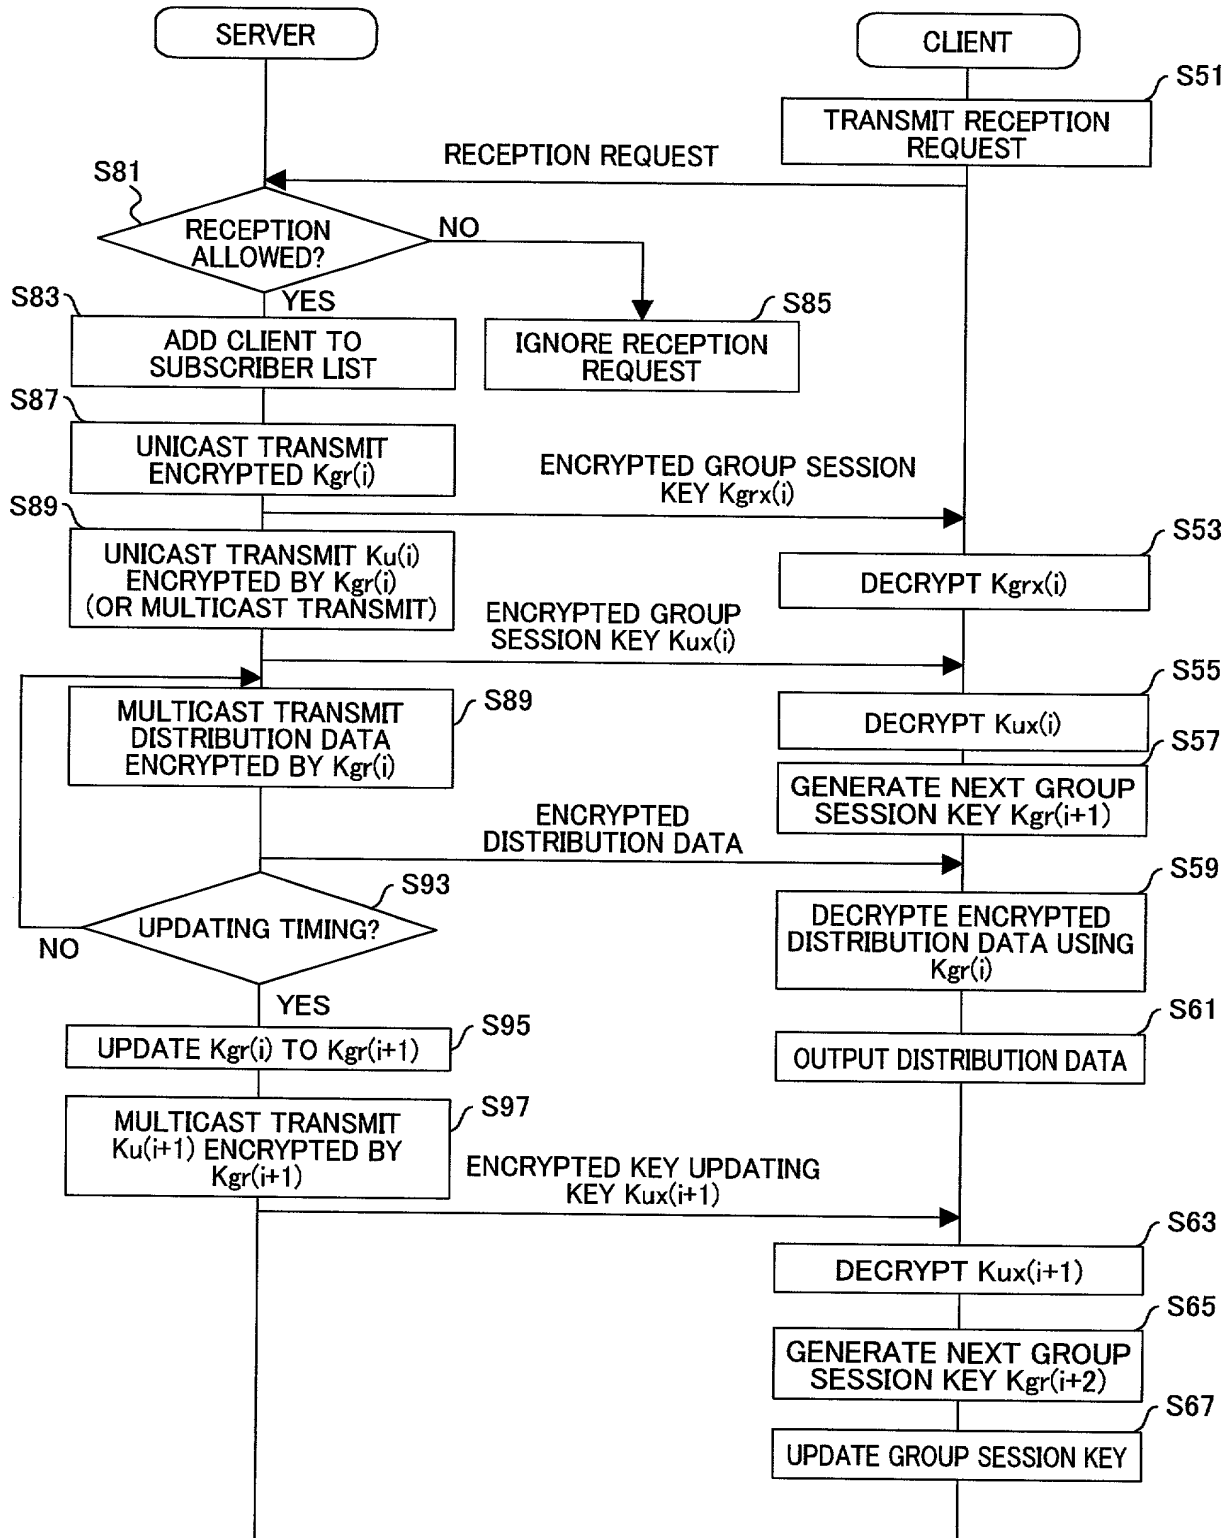 SERVER
CLIENT
S51
TRANSMIT RECEPTION
REQUEST
RECEPTION REQUEST
S81
RECEPTION
ALLOWED?
NO
YES
S83
ADD CLIENT TO
SUBSCRIBER LIST
S85
IGNORE RECEPTION
REQUEST
S87
UNICAST TRANSMIT
ENCRYPTED Kgr(i)
ENCRYPTED GROUP SESSION
KEY Kgrx(i)
S89
UNICAST TRANSMIT Ku(i)
ENCRYPTED BY Kgr(i)
(OR MULTICAST TRANSMIT)
S53
DECRYPT Kgrx(i)
ENCRYPTED GROUP
SESSION KEY Kux(i)
S89
MULTICAST TRANSMIT
DISTRIBUTION DATA
ENCRYPTED BY Kgr(i)
S55
DECRYPT Kux(i)
S57
GENERATE NEXT GROUP
SESSION KEY Kgr(i+1)
ENCRYPTED
DISTRIBUTION DATA
S93
UPDATING TIMING?
NO
YES
S59
DECRYPTE ENCRYPTED
DISTRIBUTION DATA USING
Kgr(i)
S95
UPDATE Kgr(i) TO Kgr(i+1)
S61
OUTPUT DISTRIBUTION DATA
S97
MULTICAST TRANSMIT
Ku(i+1) ENCRYPTED BY
Kgr(i+1)
ENCRYPTED KEY UPDATING
KEY Kux(i+1)
S63
DECRYPT Kux(i+1)
S65
GENERATE NEXT GROUP
SESSION KEY Kgr(i+2)
S67
UPDATE GROUP SESSION KEY